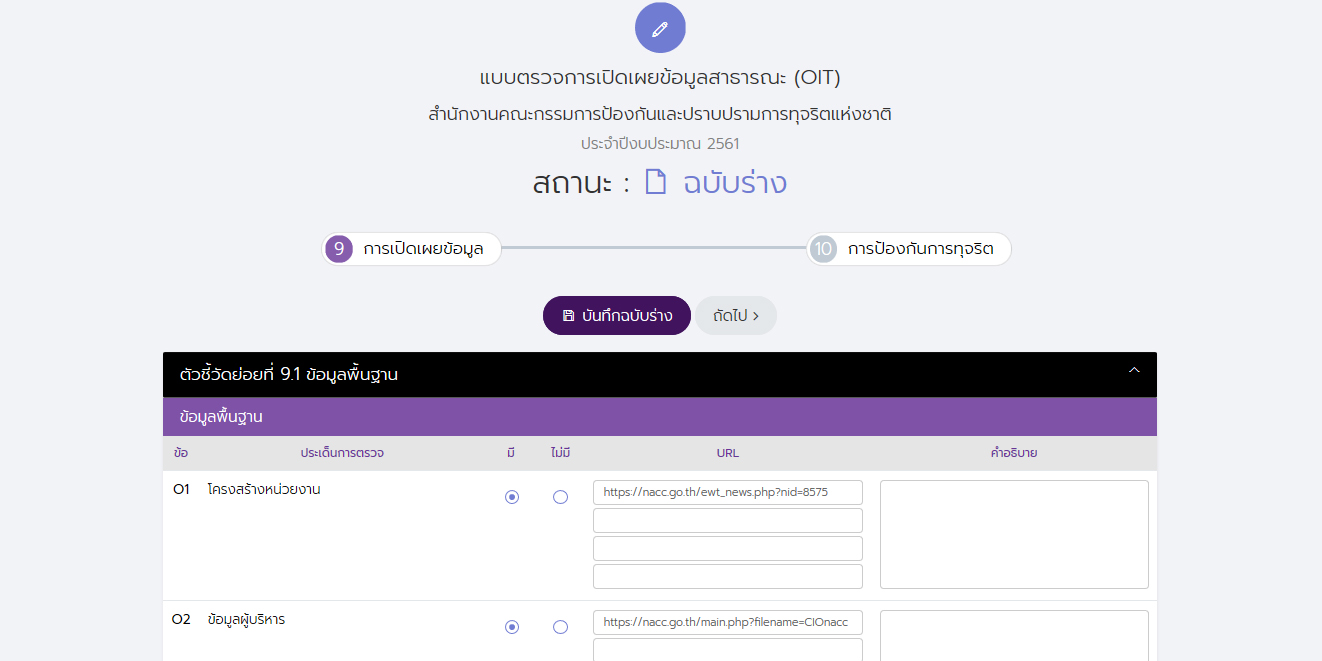 แบบตรวจการเปิดเผยข้อมูลสาธารณะ (OIT)
สำนักงานคณะกรรมการป้องกันและปราบปรามการทุจริตแห่งชาติ
ประจำปีงบประมาณ 2561
สถานะ : ฉบับร่าง
9 การเปิดเผยข้อมูล 10 การป้องกันการทุจริต
บันทึกฉบับร่าง ถัดไป >
ตัวชี้วัดย่อยที่ 9.1 ข้อมูลพื้นฐาน
ข้อมูลพื้นฐาน
ข้อ ประเด็นการตรวจ มี ไม่มี URL คำอธิบาย
O1 โครงสร้างหน่วยงาน https://nacc.go.th/ewt_news.php?nid=8575
O2 ข้อมูลผู้บริหาร https://nacc.go.th/main.php?filename=CIOnacc